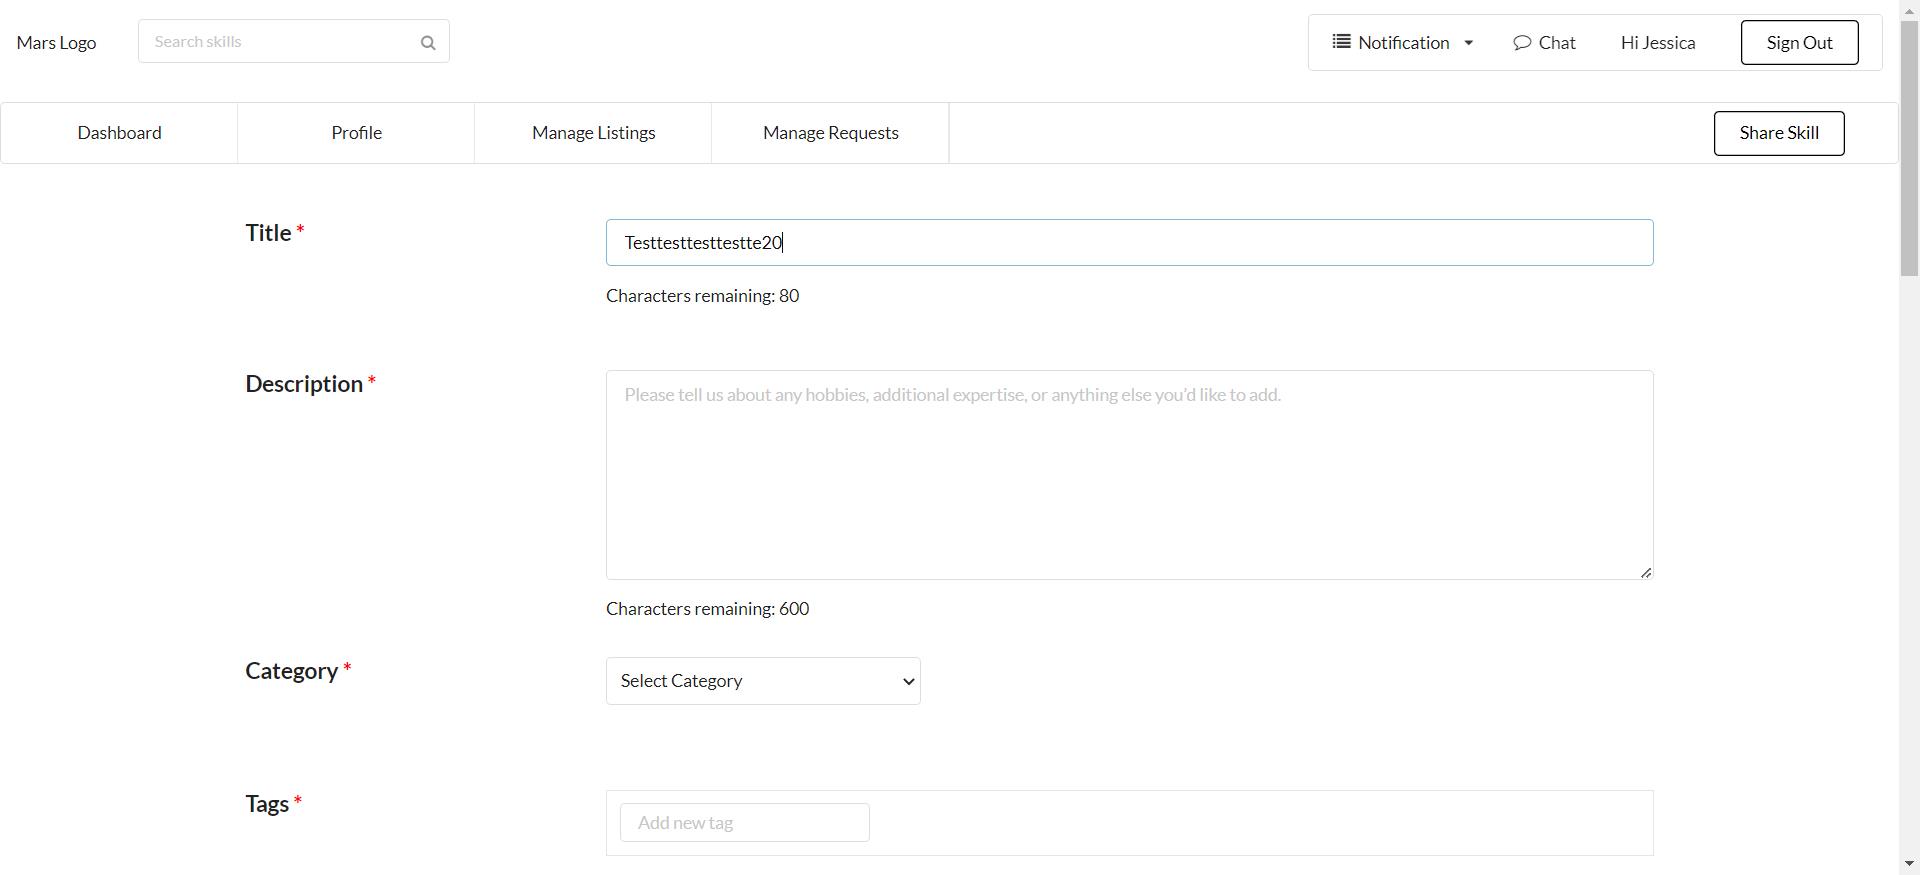 Mars Logo
Search skills
Notification
Chat
Hi Jessica
Sign Out
Dashboard
Profile
Manage Listings
Manage Requests
Share Skill
Title *
Testtesttesttestte20
Characters remaining: 80
Description *
Please tell us about any hobbies, additional expertise, or anything else you'd like to add.
Characters remaining: 600
Category *
Select Category
Tags *
Add new tag